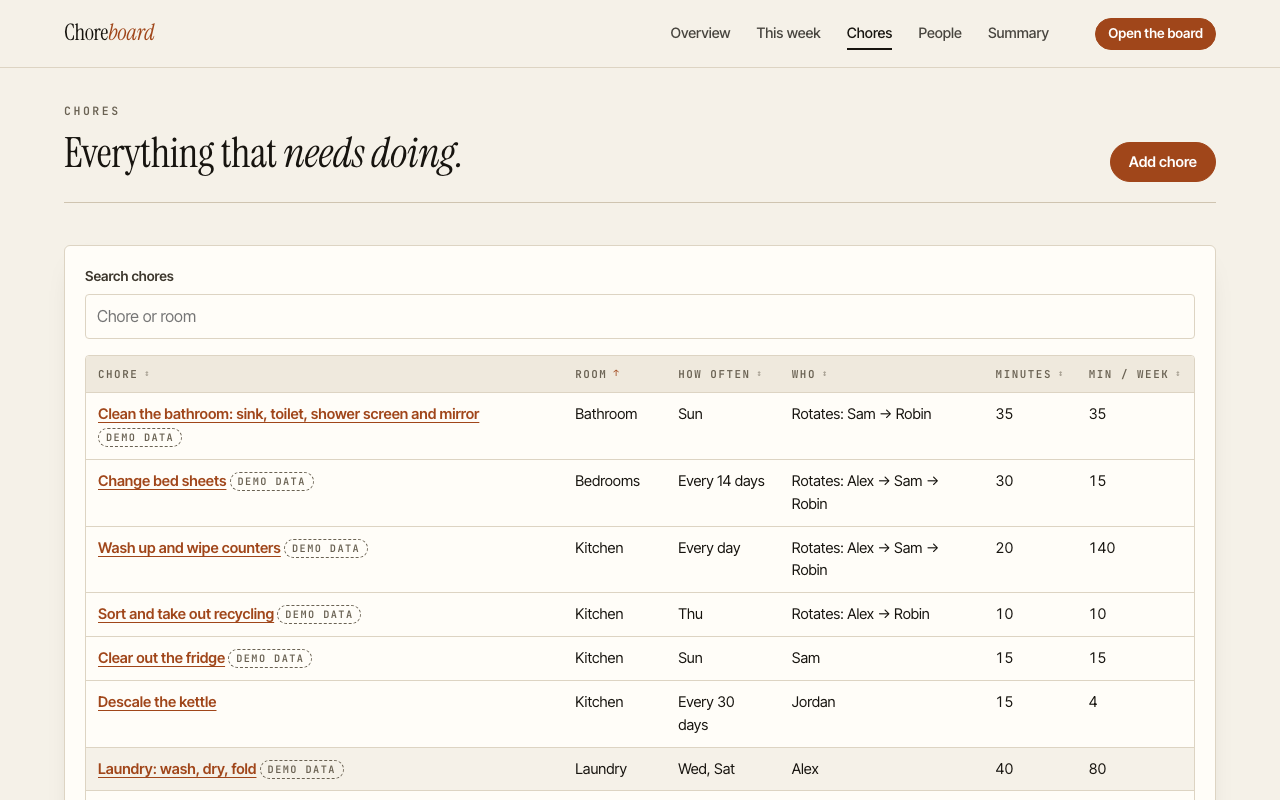 Choreboard Overview This week Chores People Summary Open the board
CHORES
Everything that needs doing.
Add chore
Search chores
Chore or room
CHORE ↕ ROOM ↑ HOW OFTEN ↕ WHO ↕ MINUTES ↕ MIN / WEEK ↕
Clean the bathroom: sink, toilet, shower screen and mirror Bathroom Sun Rotates: Sam → Robin 35 35
DEMO DATA
Change bed sheets DEMO DATA Bedrooms Every 14 days Rotates: Alex → Sam → 30 15
Robin
Wash up and wipe counters DEMO DATA Kitchen Every day Rotates: Alex → Sam → 20 140
Robin
Sort and take out recycling DEMO DATA Kitchen Thu Rotates: Alex → Robin 10 10
Clear out the fridge DEMO DATA Kitchen Sun Sam 15 15
Descale the kettle Kitchen Every 30 Jordan 15 4
days
Laundry: wash, dry, fold DEMO DATA Laundry Wed, Sat Alex 40 80